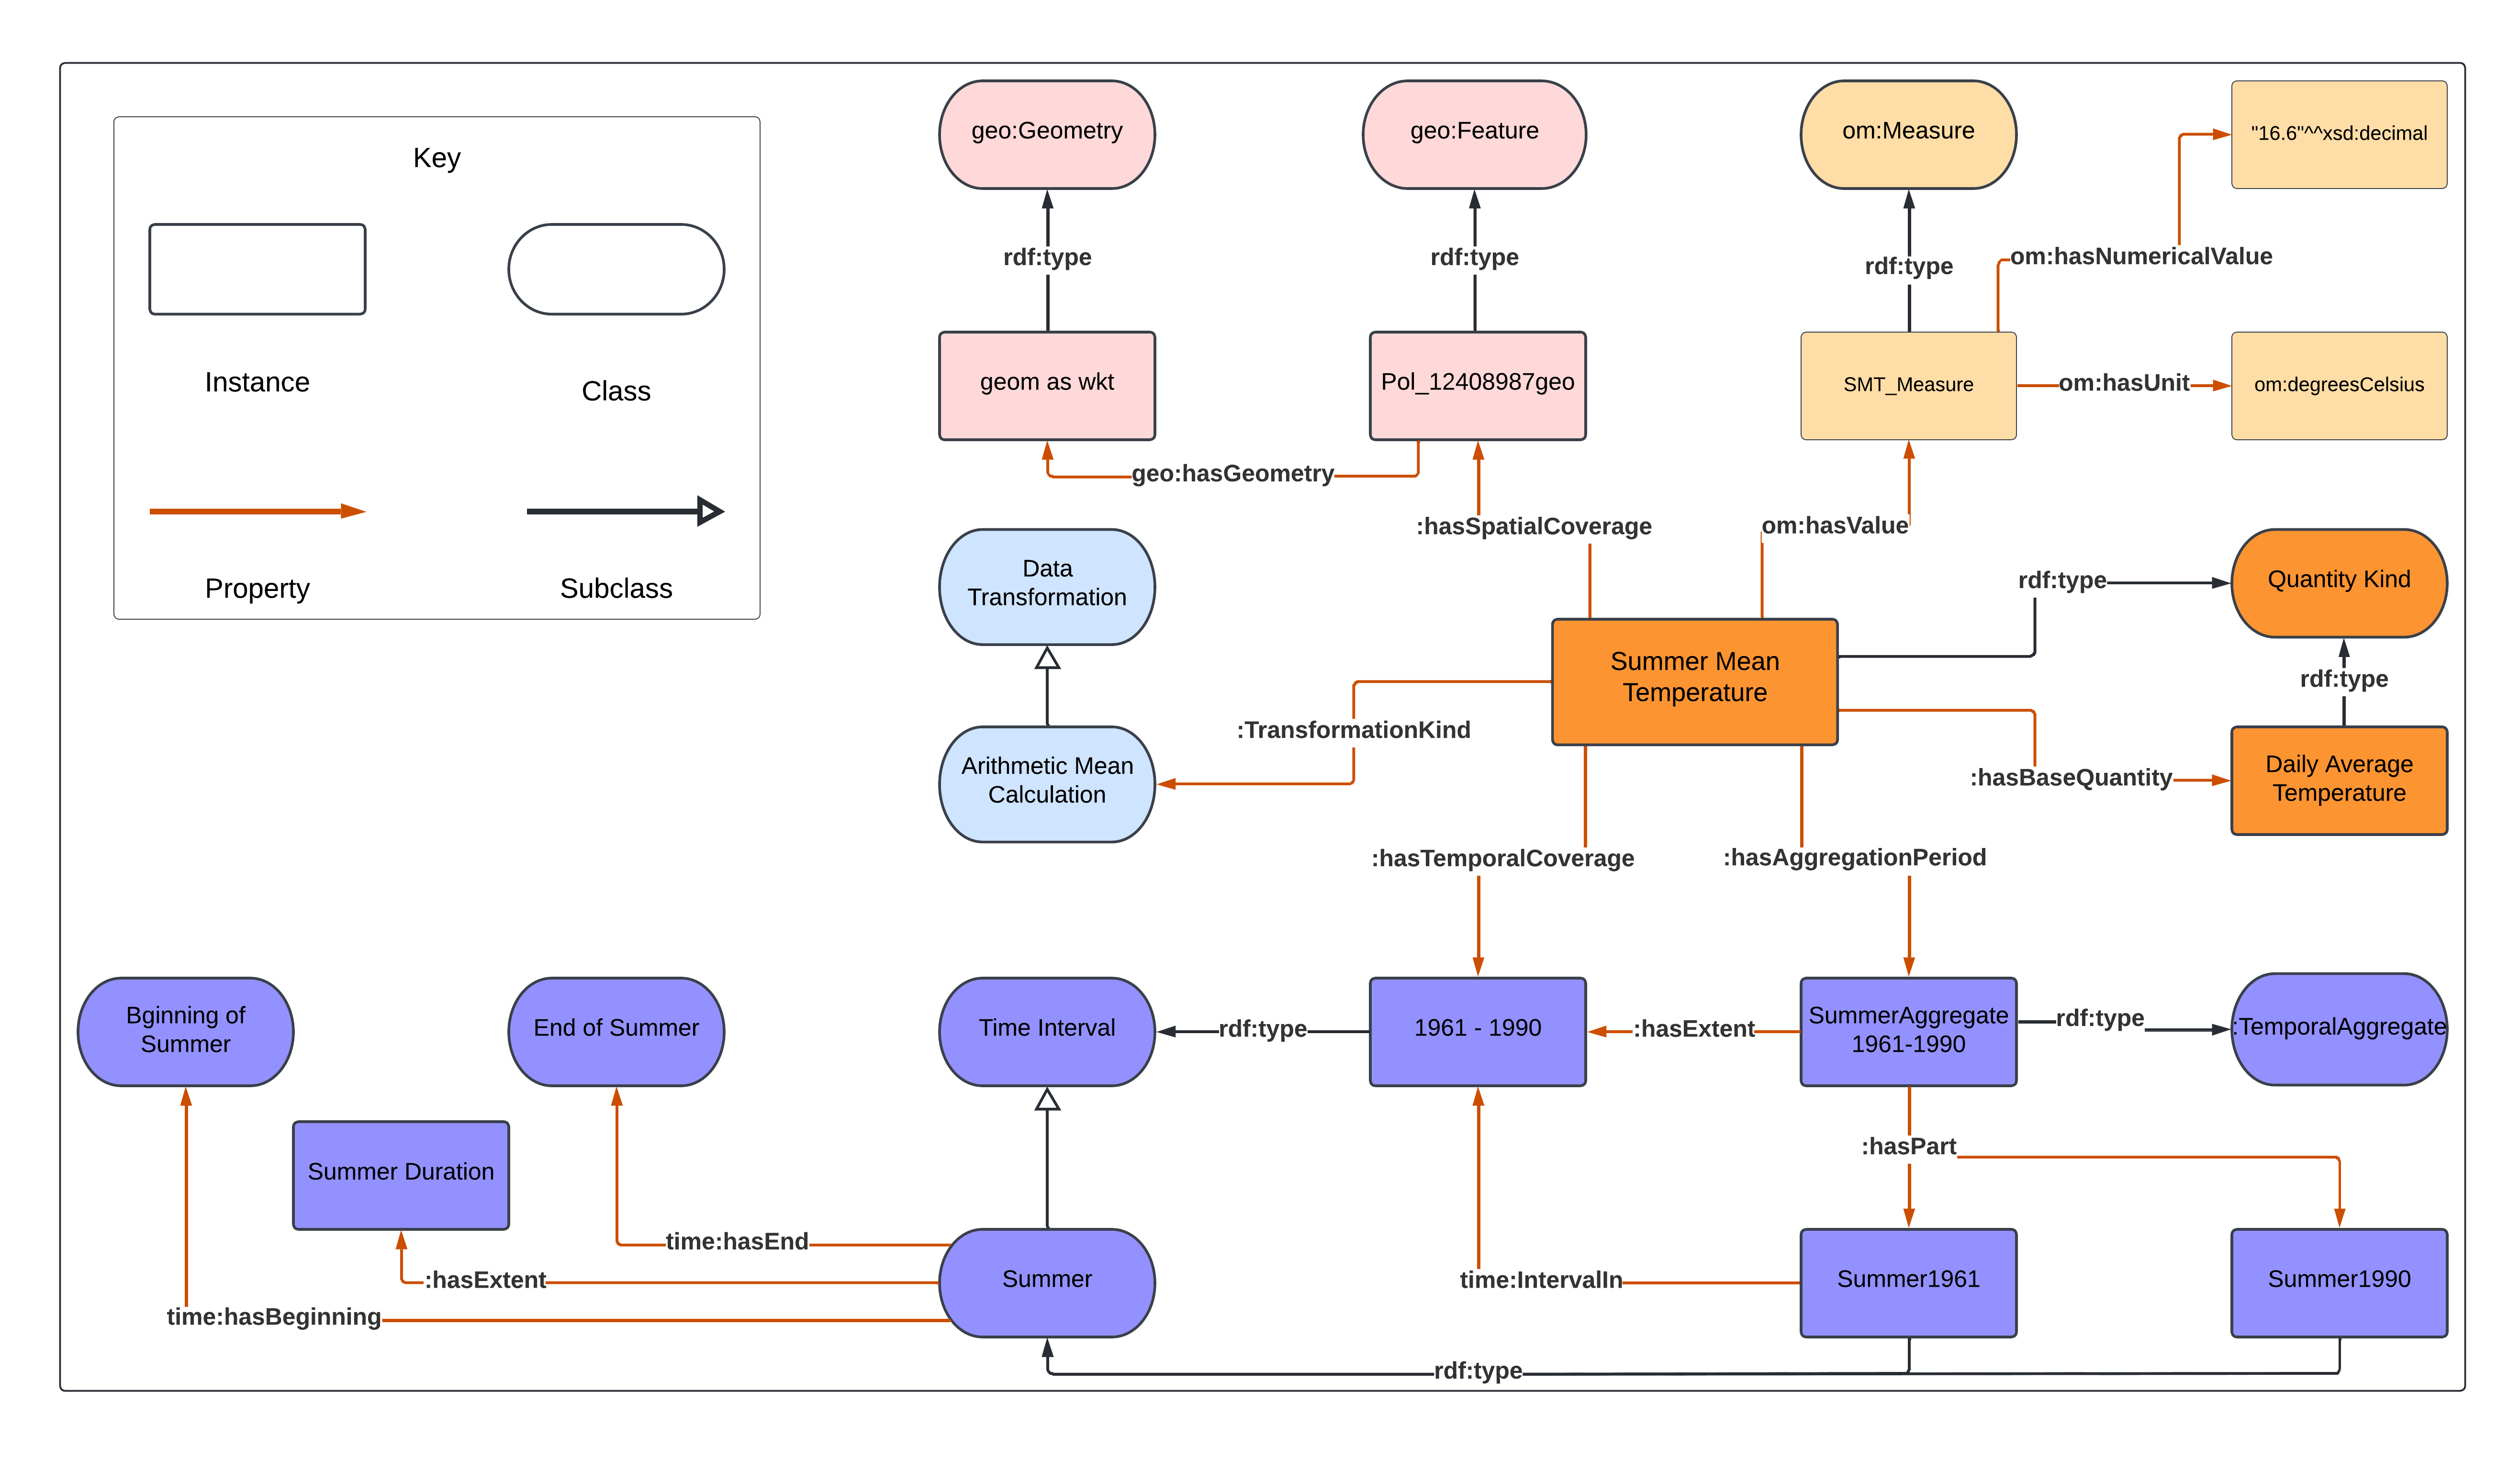 Key
Instance
Class
Property
Subclass
geo:Geometry
geo:Feature
om:Measure
"16.6"^^xsd:decimal
rdf:type
rdf:type
rdf:type
om:hasNumericalValue
geom as wkt
Pol_12408987geo
SMT_Measure
om:hasUnit
om:degreesCelsius
geo:hasGeometry
:hasSpatialCoverage
om:hasValue
Data
Transformation
rdf:type
Quantity Kind
Summer Mean
Temperature
rdf:type
:TransformationKind
Arithmetic Mean
Calculation
:hasBaseQuantity
Daily Average
Temperature
:hasTemporalCoverage
:hasAggregationPeriod
Bginning of
Summer
End of Summer
Time Interval
rdf:type
1961 - 1990
:hasExtent
SummerAggregate
1961-1990
rdf:type
:TemporalAggregate
Summer Duration
:hasPart
time:hasEnd
:hasExtent
time:hasBeginning
Summer
time:IntervalIn
Summer1961
Summer1990
rdf:type